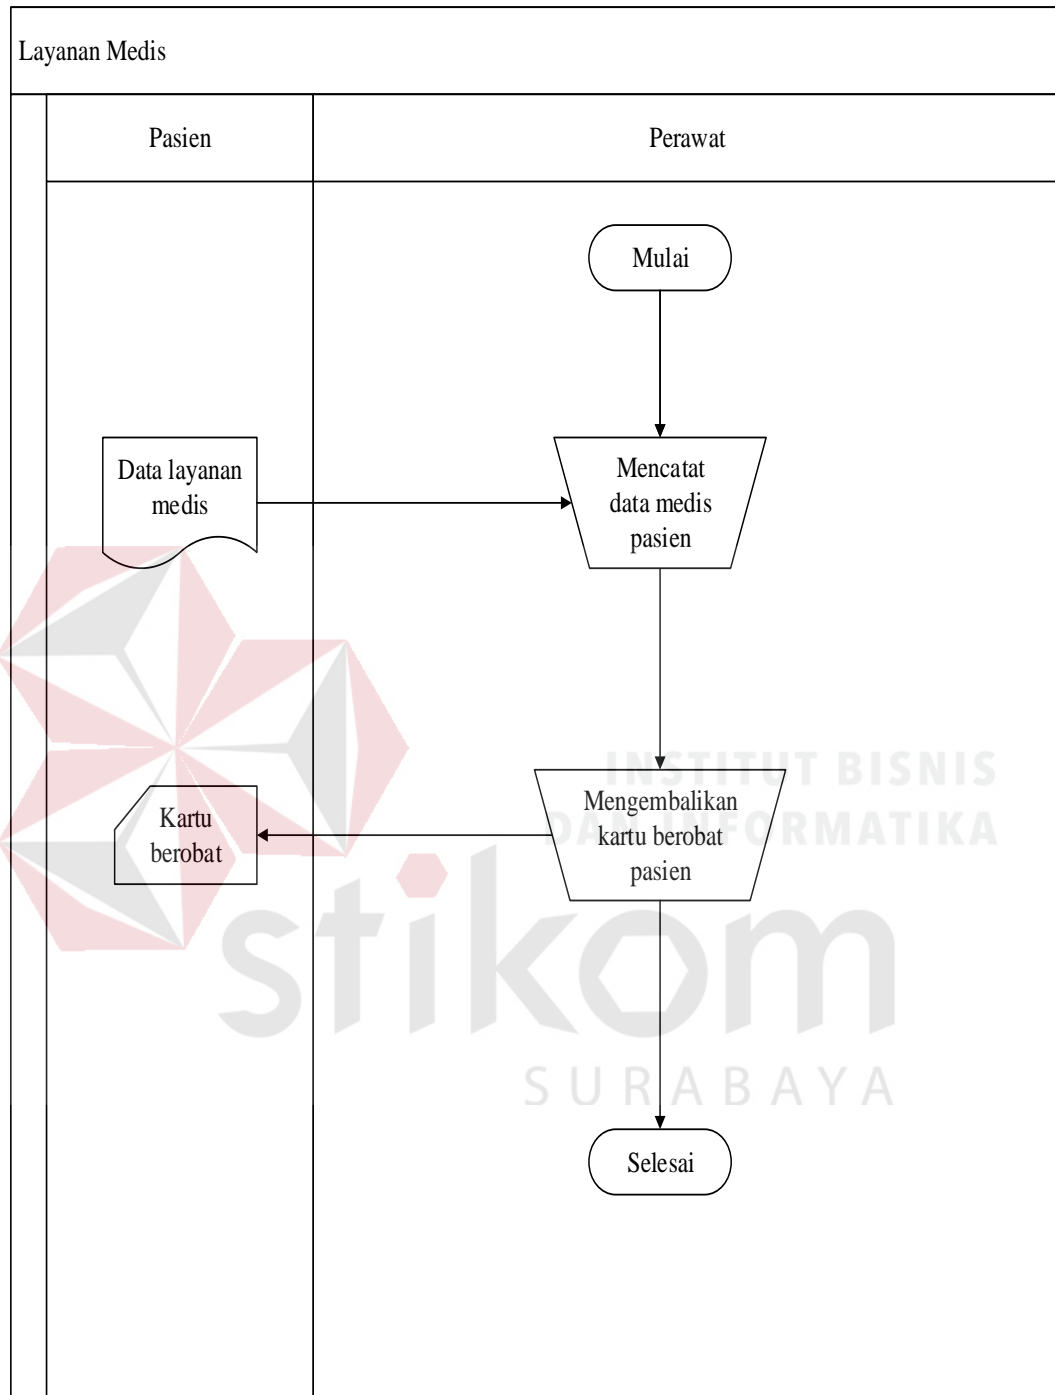 Layanan Medis
Pasien
Perawat
Mulai
Data layanan
medis
Mencatat
data medis
pasien
INSTITUT BISNIS
DAN INFORMATIKA
Kartu
berobat
Mengembalikan
kartu berobat
pasien
stikom
SURABAYA
Selesai